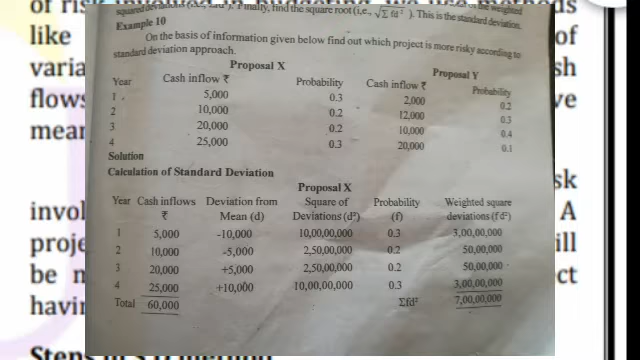 of risk
like of
varia sh
flows ve
mean
sk
invol A
proje ill
be n ct
havin
squared finally, find the square root (i.e., √Σfd² ). This is the standard deviation.
Example 10
On the basis of information given below find out which project is more risky according to
standard deviation approach.
Proposal X Proposal Y
Year Cash inflow ₹ Probability Cash inflow ₹ Probability
1 5,000 0.3 2,000 0.2
2 10,000 0.2 12,000 0.3
3 20,000 0.2 10,000 0.4
4 25,000 0.3 20,000 0.1
Solution
Calculation of Standard Deviation
Proposal X
Year Cash inflows Deviation from Square of Probability Weighted square
₹ Mean (d) Deviations (d²) (f) deviations (fd²)
1 5,000 -10,000 10,00,00,000 0.3 3,00,00,000
2 10,000 -5,000 2,50,00,000 0.2 50,00,000
3 20,000 +5,000 2,50,00,000 0.2 50,00,000
4 25,000 +10,000 10,00,00,000 0.3 3,00,00,000
Total 60,000 Σfd² 7,00,00,000